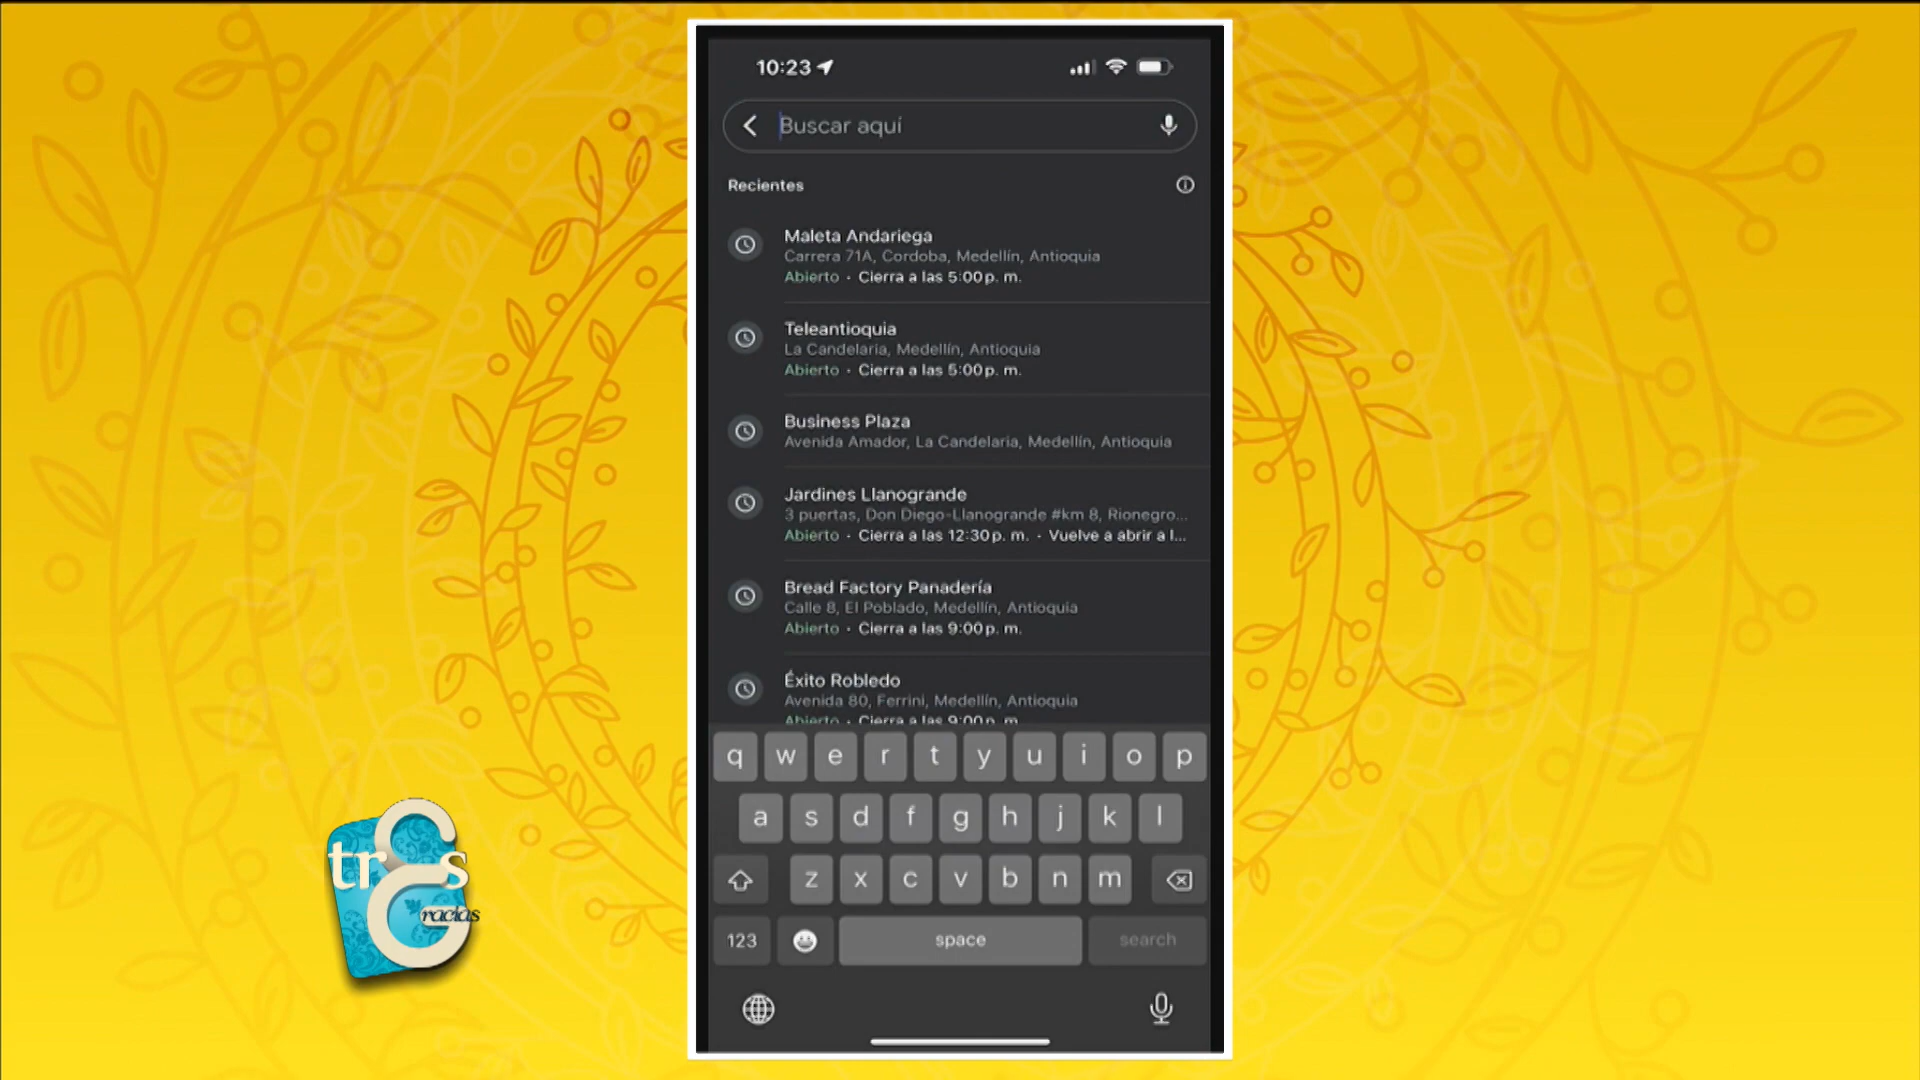 10:23
Buscar aquí
Recientes
Maleta Andariega
Carrera 71A, Cordoba, Medellín, Antioquia
Abierto · Cierra a las 5:00 p. m.
Teleantioquia
La Candelaria, Medellín, Antioquia
Abierto · Cierra a las 5:00 p. m.
Business Plaza
Avenida Amador, La Candelaria, Medellín, Antioquia
Jardines Llanogrande
3 puertas, Don Diego-Llanogrande #km 8, Rionegro...
Abierto · Cierra a las 12:30 p. m. · Vuelve a abrir a l...
Bread Factory Panadería
Calle 8, El Poblado, Medellín, Antioquia
Abierto · Cierra a las 9:00 p. m.
Éxito Robledo
Avenida 80, Ferrini, Medellín, Antioquia
Abierto · Cierra a las 9:00 p. m.
q w e r t y u i o p
a s d f g h j k l
z x c v b n m
123 space search
trEs
Gracias